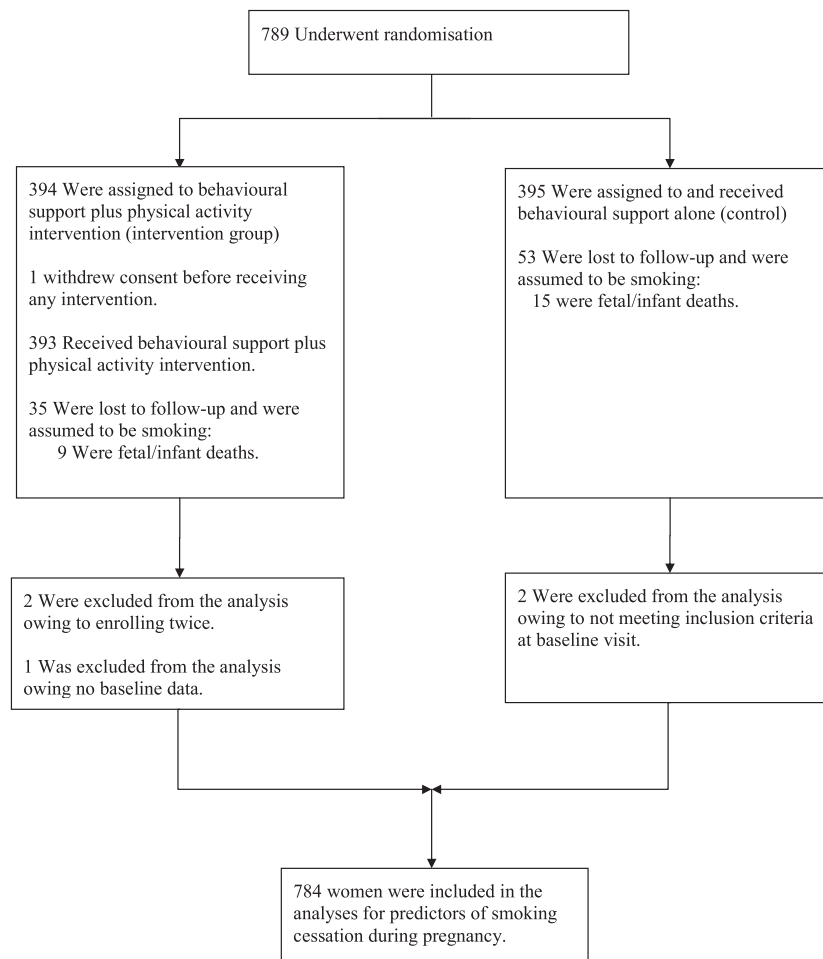 789 Underwent randomisation
394 Were assigned to behavioural
support plus physical activity
intervention (intervention group)
1 withdrew consent before receiving
any intervention.
393 Received behavioural support plus
physical activity intervention.
35 Were lost to follow-up and were
assumed to be smoking:
9 Were fetal/infant deaths.
395 Were assigned to and received
behavioural support alone (control)
53 Were lost to follow-up and were
assumed to be smoking:
15 were fetal/infant deaths.
2 Were excluded from the analysis
owing to enrolling twice.
1 Was excluded from the analysis
owing no baseline data.
2 Were excluded from the analysis
owing to not meeting inclusion criteria
at baseline visit.
784 women were included in the
analyses for predictors of smoking
cessation during pregnancy.